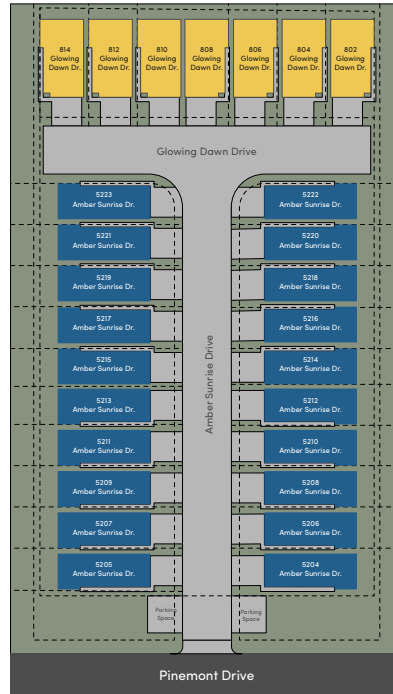 814
Glowing
Dawn Dr.
812
Glowing
Dawn Dr.
810
Glowing
Dawn Dr.
808
Glowing
Dawn Dr.
806
Glowing
Dawn Dr.
804
Glowing
Dawn Dr.
802
Glowing
Dawn Dr.
Glowing Dawn Drive
5223
Amber Sunrise Dr.
5222
Amber Sunrise Dr.
5221
Amber Sunrise Dr.
5220
Amber Sunrise Dr.
5219
Amber Sunrise Dr.
5218
Amber Sunrise Dr.
5217
Amber Sunrise Dr.
5216
Amber Sunrise Dr.
Amber Sunrise Drive
5215
Amber Sunrise Dr.
5214
Amber Sunrise Dr.
5213
Amber Sunrise Dr.
5212
Amber Sunrise Dr.
5211
Amber Sunrise Dr.
5210
Amber Sunrise Dr.
5209
Amber Sunrise Dr.
5208
Amber Sunrise Dr.
5207
Amber Sunrise Dr.
5206
Amber Sunrise Dr.
5205
Amber Sunrise Dr.
5204
Amber Sunrise Dr.
Parking
Space
Parking
Space
Pinemont Drive